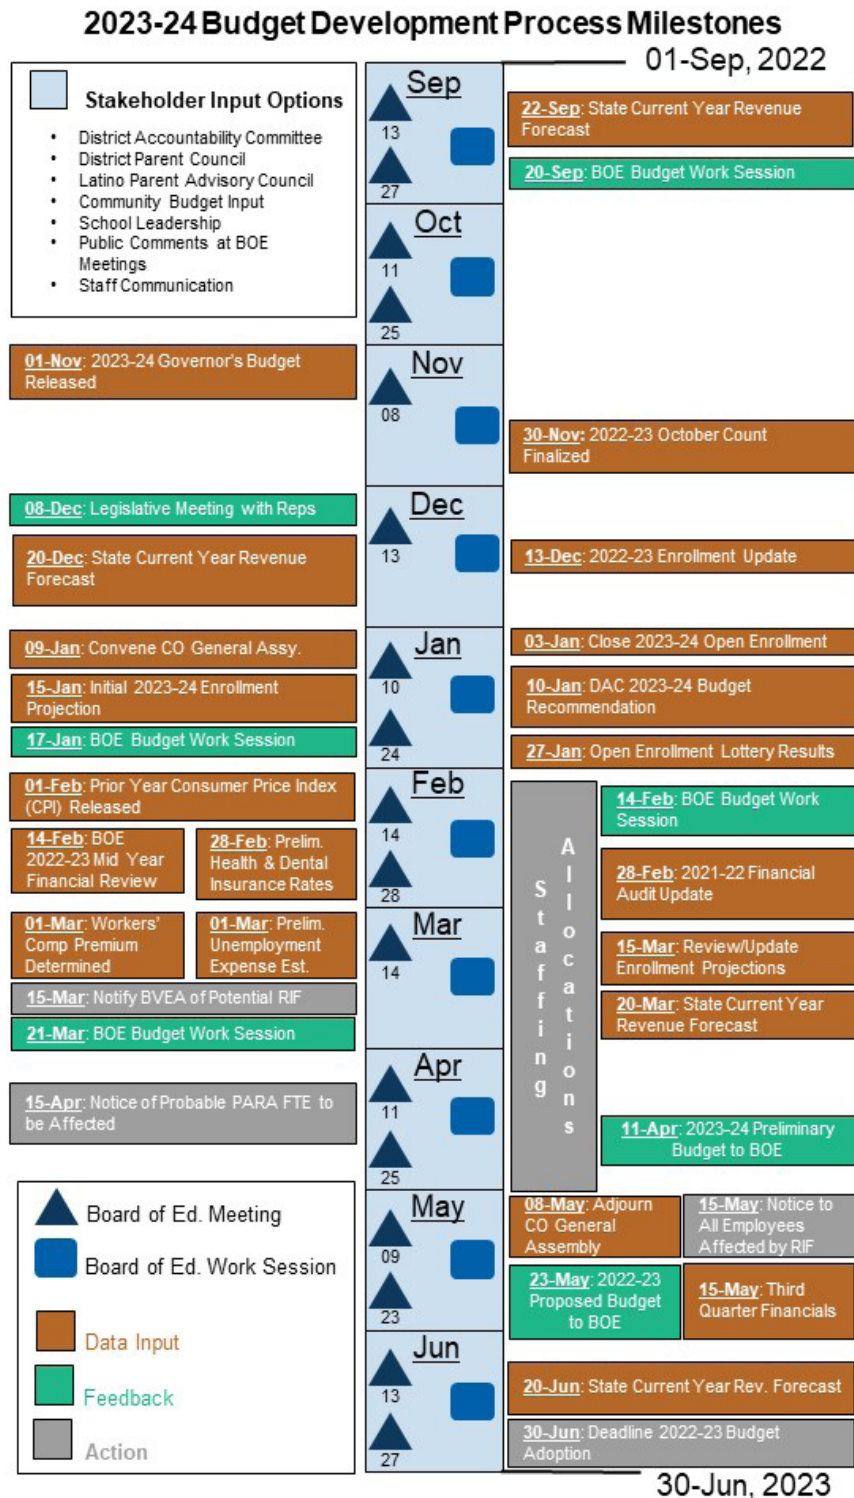 2023-24 Budget Development Process Milestones
01-Sep, 2022
Stakeholder Input Options
• District Accountability Committee
• District Parent Council
• Latino Parent Advisory Council
• Community Budget Input
• School Leadership
• Public Comments at BOE
Meetings
• Staff Communication
Sep
13
27
22-Sep: State Current Year Revenue
Forecast
20-Sep: BOE Budget Work Session
Oct
11
25
01-Nov: 2023-24 Governor's Budget
Released
Nov
08
30-Nov: 2022-23 October Count
Finalized
08-Dec: Legislative Meeting with Reps
20-Dec: State Current Year Revenue
Forecast
Dec
13
13-Dec: 2022-23 Enrollment Update
09-Jan: Convene CO General Assy.
15-Jan: Initial 2023-24 Enrollment
Projection
17-Jan: BOE Budget Work Session
Jan
10
24
03-Jan: Close 2023-24 Open Enrollment
10-Jan: DAC 2023-24 Budget
Recommendation
27-Jan: Open Enrollment Lottery Results
01-Feb: Prior Year Consumer Price Index
(CPI) Released
14-Feb: BOE
2022-23 Mid Year
Financial Review
28-Feb: Prelim.
Health & Dental
Insurance Rates
Feb
14
28
Staffing
Allocations
14-Feb: BOE Budget Work
Session
28-Feb: 2021-22 Financial
Audit Update
01-Mar: Workers'
Comp Premium
Determined
01-Mar: Prelim.
Unemployment
Expense Est.
15-Mar: Notify BVEA of Potential RIF
21-Mar: BOE Budget Work Session
Mar
14
15-Mar: Review/Update
Enrollment Projections
20-Mar: State Current Year
Revenue Forecast
15-Apr: Notice of Probable PARA FTE to
be Affected
Apr
11
25
11-Apr: 2023-24 Preliminary
Budget to BOE
Board of Ed. Meeting
Board of Ed. Work Session
Data Input
Feedback
Action
May
09
23
08-May: Adjourn
CO General
Assembly
15-May: Notice to
All Employees
Affected by RIF
23-May: 2022-23
Proposed Budget
to BOE
15-May: Third
Quarter Financials
Jun
13
27
20-Jun: State Current Year Rev. Forecast
30-Jun: Deadline 2022-23 Budget
Adoption
30-Jun, 2023